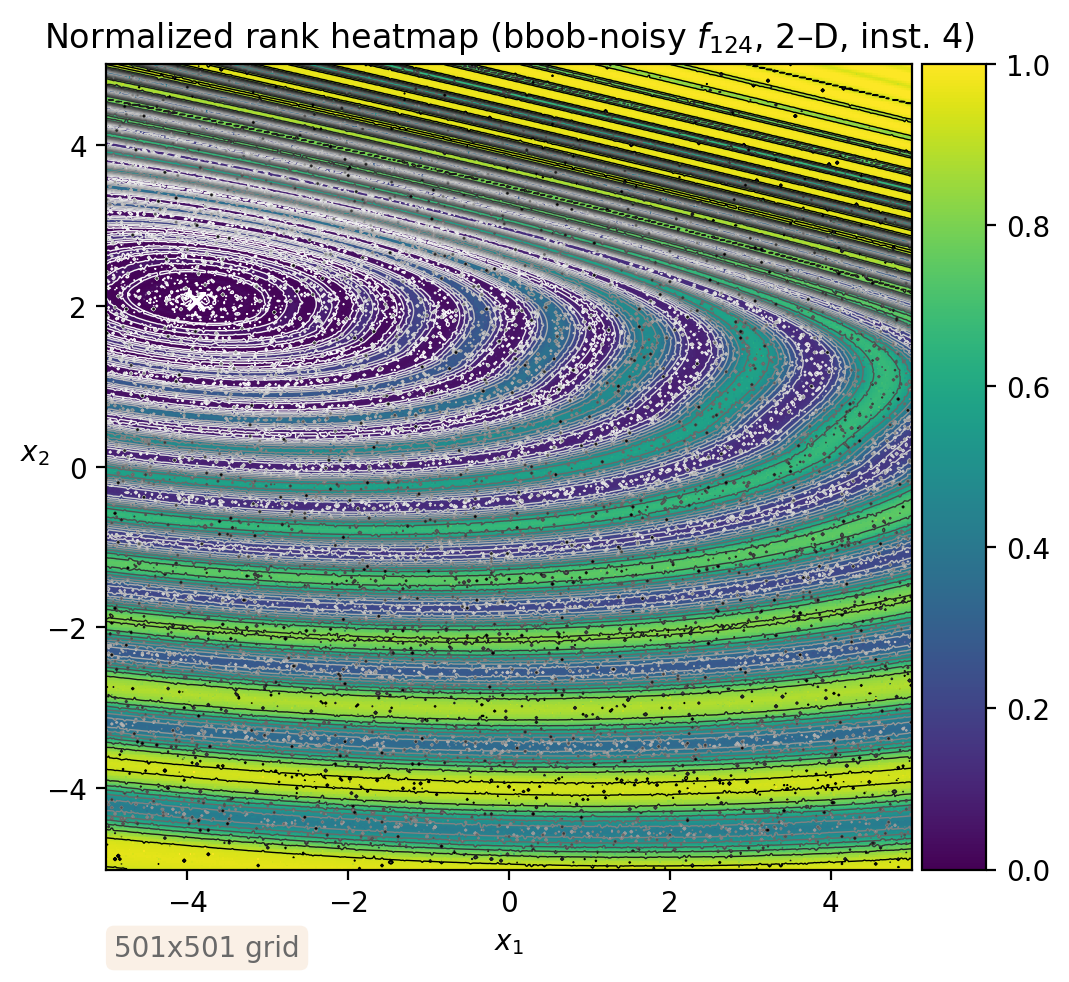 Normalized rank heatmap (bbob-noisy f₁₂₄, 2–D, inst. 4)
1.0
0.8
0.6
0.4
0.2
0.0
4
2
0
−2
−4
x₂
−4 −2 0 2 4
x₁
501x501 grid